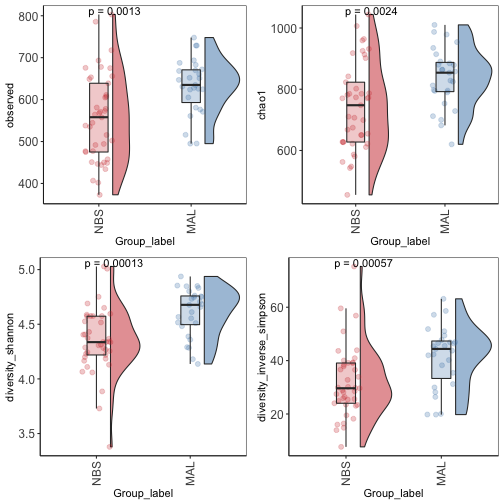 p = 0.0013
observed
800
700
600
500
400
NBS
MAL
Group_label
p = 0.0024
chao1
1000
800
600
NBS
MAL
Group_label
p = 0.00013
diversity_shannon
5.0
4.5
4.0
3.5
NBS
MAL
Group_label
p = 0.00057
diversity_inverse_simpson
60
40
20
NBS
MAL
Group_label